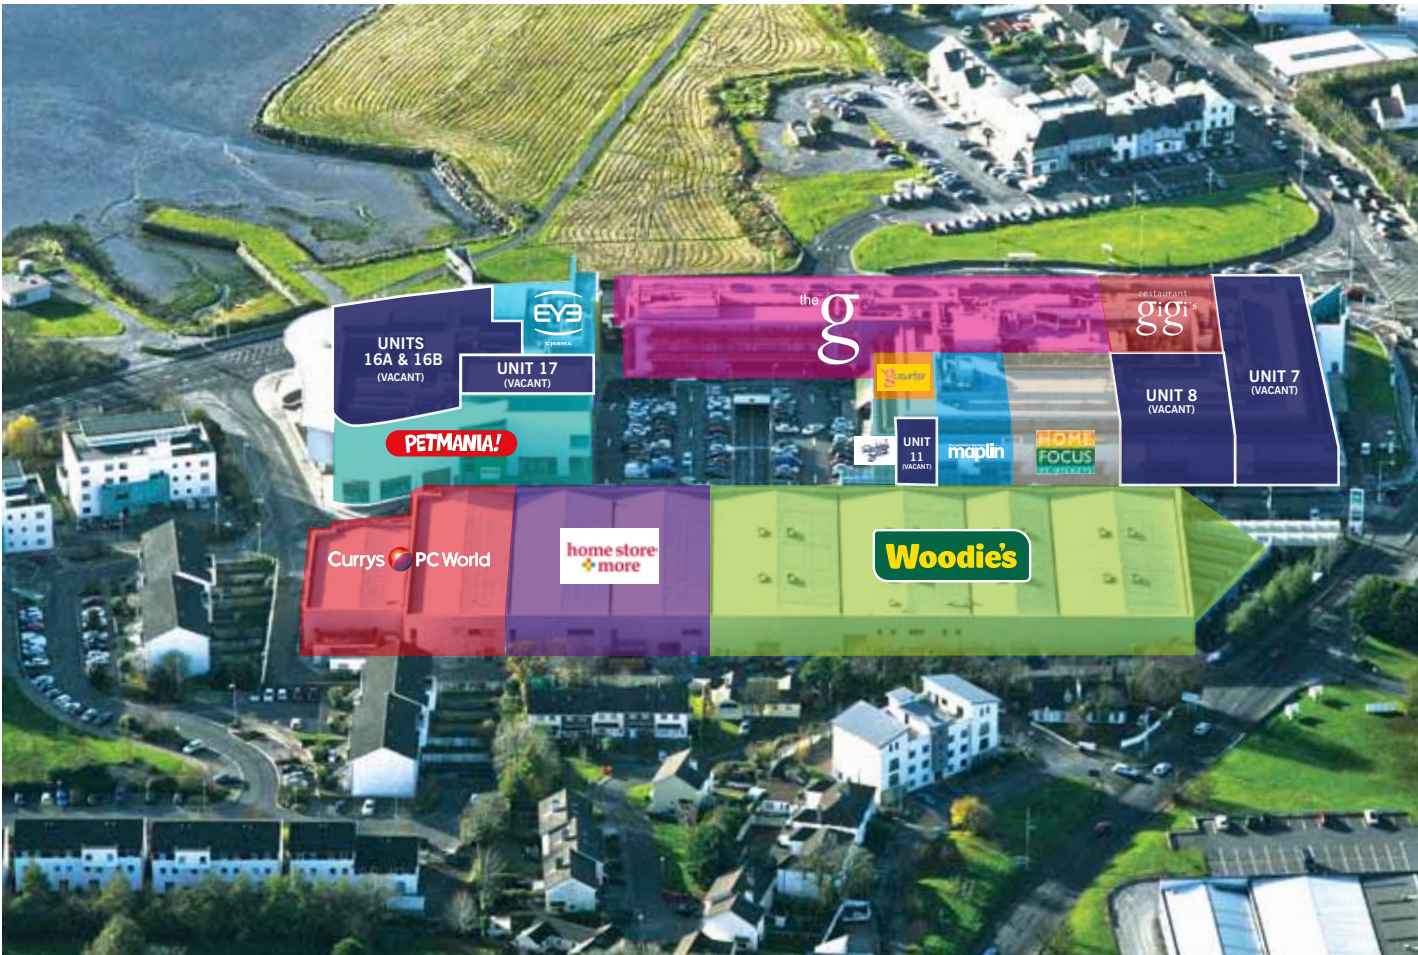 UNITS
16A & 16B
(VACANT)
EYE
CINEMA
UNIT 17
(VACANT)
PETMANIA!
the g
restaurant
gigi's
g counter
UNIT
11
(VACANT)
maplin
HOME
FOCUS
UNIT 8
(VACANT)
UNIT 7
(VACANT)
Currys PC World
home store
+ more
Woodie's